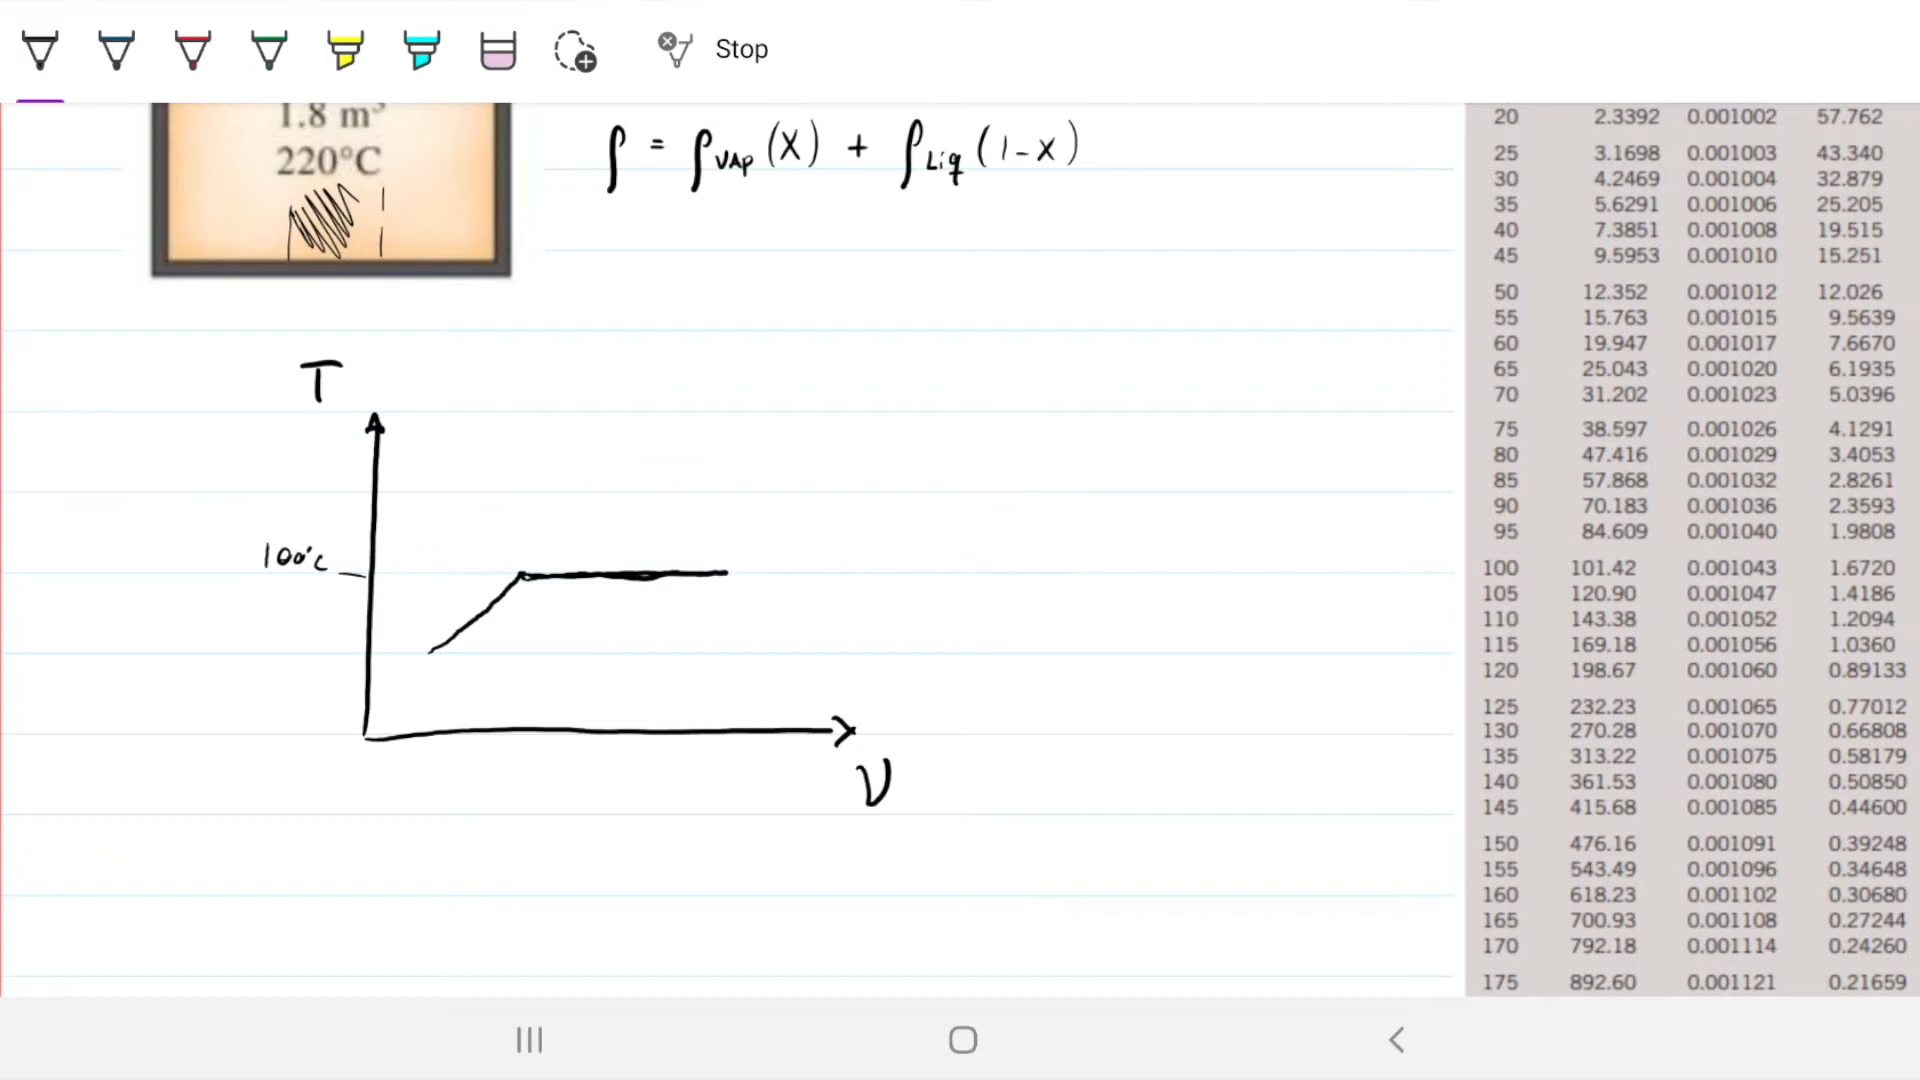 Stop
1.8 m³
220°C
ρ = ρVAP (X) + ρLiq (1-x)
T
100°C
V
20 2.3392 0.001002 57.762
25 3.1698 0.001003 43.340
30 4.2469 0.001004 32.879
35 5.6291 0.001006 25.205
40 7.3851 0.001008 19.515
45 9.5953 0.001010 15.251
50 12.352 0.001012 12.026
55 15.763 0.001015 9.5639
60 19.947 0.001017 7.6670
65 25.043 0.001020 6.1935
70 31.202 0.001023 5.0396
75 38.597 0.001026 4.1291
80 47.416 0.001029 3.4053
85 57.868 0.001032 2.8261
90 70.183 0.001036 2.3593
95 84.609 0.001040 1.9808
100 101.42 0.001043 1.6720
105 120.90 0.001047 1.4186
110 143.38 0.001052 1.2094
115 169.18 0.001056 1.0360
120 198.67 0.001060 0.89133
125 232.23 0.001065 0.77012
130 270.28 0.001070 0.66808
135 313.22 0.001075 0.58179
140 361.53 0.001080 0.50850
145 415.68 0.001085 0.44600
150 476.16 0.001091 0.39248
155 543.49 0.001096 0.34648
160 618.23 0.001102 0.30680
165 700.93 0.001108 0.27244
170 792.18 0.001114 0.24260
175 892.60 0.001121 0.21659